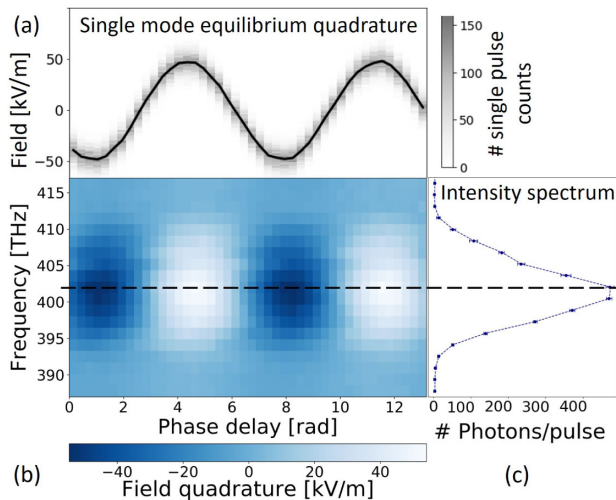 (a)
Single mode equilibrium quadrature
Field [kV/m]
50
0
−50
150
100
50
0
# single pulse
counts
Frequency [THz]
415
410
405
400
395
390
0 2 4 6 8 10 12
Phase delay [rad]
Intensity spectrum
0 100 200 300 400
# Photons/pulse
(b)
−40 −20 0 20 40
Field quadrature [kV/m]
(c)